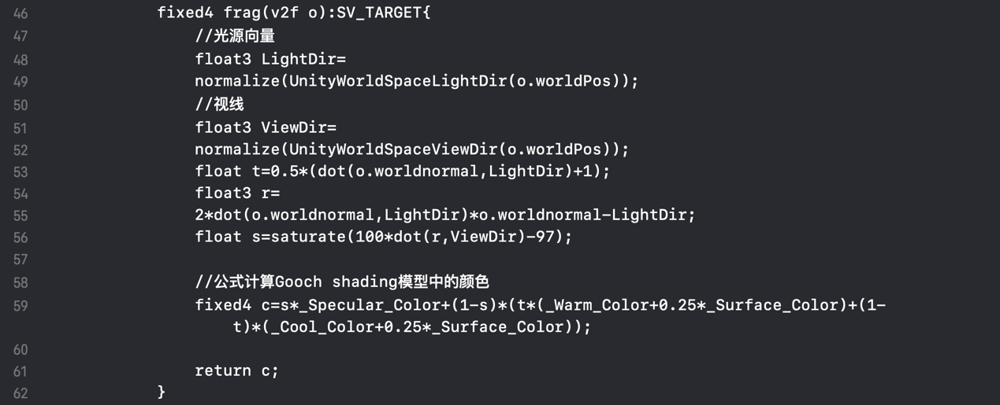 46 fixed4 frag(v2f o):SV_TARGET{
47 //光源向量
48 float3 LightDir=
49 normalize(UnityWorldSpaceLightDir(o.worldPos));
50 //视线
51 float3 ViewDir=
52 normalize(UnityWorldSpaceViewDir(o.worldPos));
53 float t=0.5*(dot(o.worldnormal,LightDir)+1);
54 float3 r=
55 2*dot(o.worldnormal,LightDir)*o.worldnormal-LightDir;
56 float s=saturate(100*dot(r,ViewDir)-97);
57
58 //公式计算Gooch shading模型中的颜色
59 fixed4 c=s*_Specular_Color+(1-s)*(t*(_Warm_Color+0.25*_Surface_Color)+(1-
t)*(_Cool_Color+0.25*_Surface_Color));
60
61 return c;
62 }